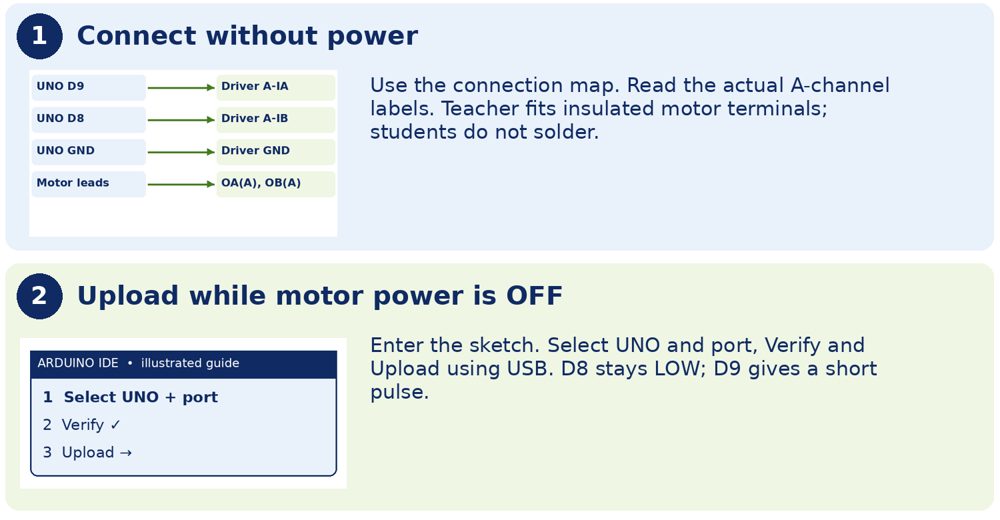 1 Connect without power
UNO D9 Driver A-IA
UNO D8 Driver A-IB
UNO GND Driver GND
Motor leads OA(A), OB(A)
Use the connection map. Read the actual A-channel
labels. Teacher fits insulated motor terminals;
students do not solder.
2 Upload while motor power is OFF
ARDUINO IDE • illustrated guide
1 Select UNO + port
2 Verify ✓
3 Upload →
Enter the sketch. Select UNO and port, Verify and
Upload using USB. D8 stays LOW; D9 gives a short
pulse.